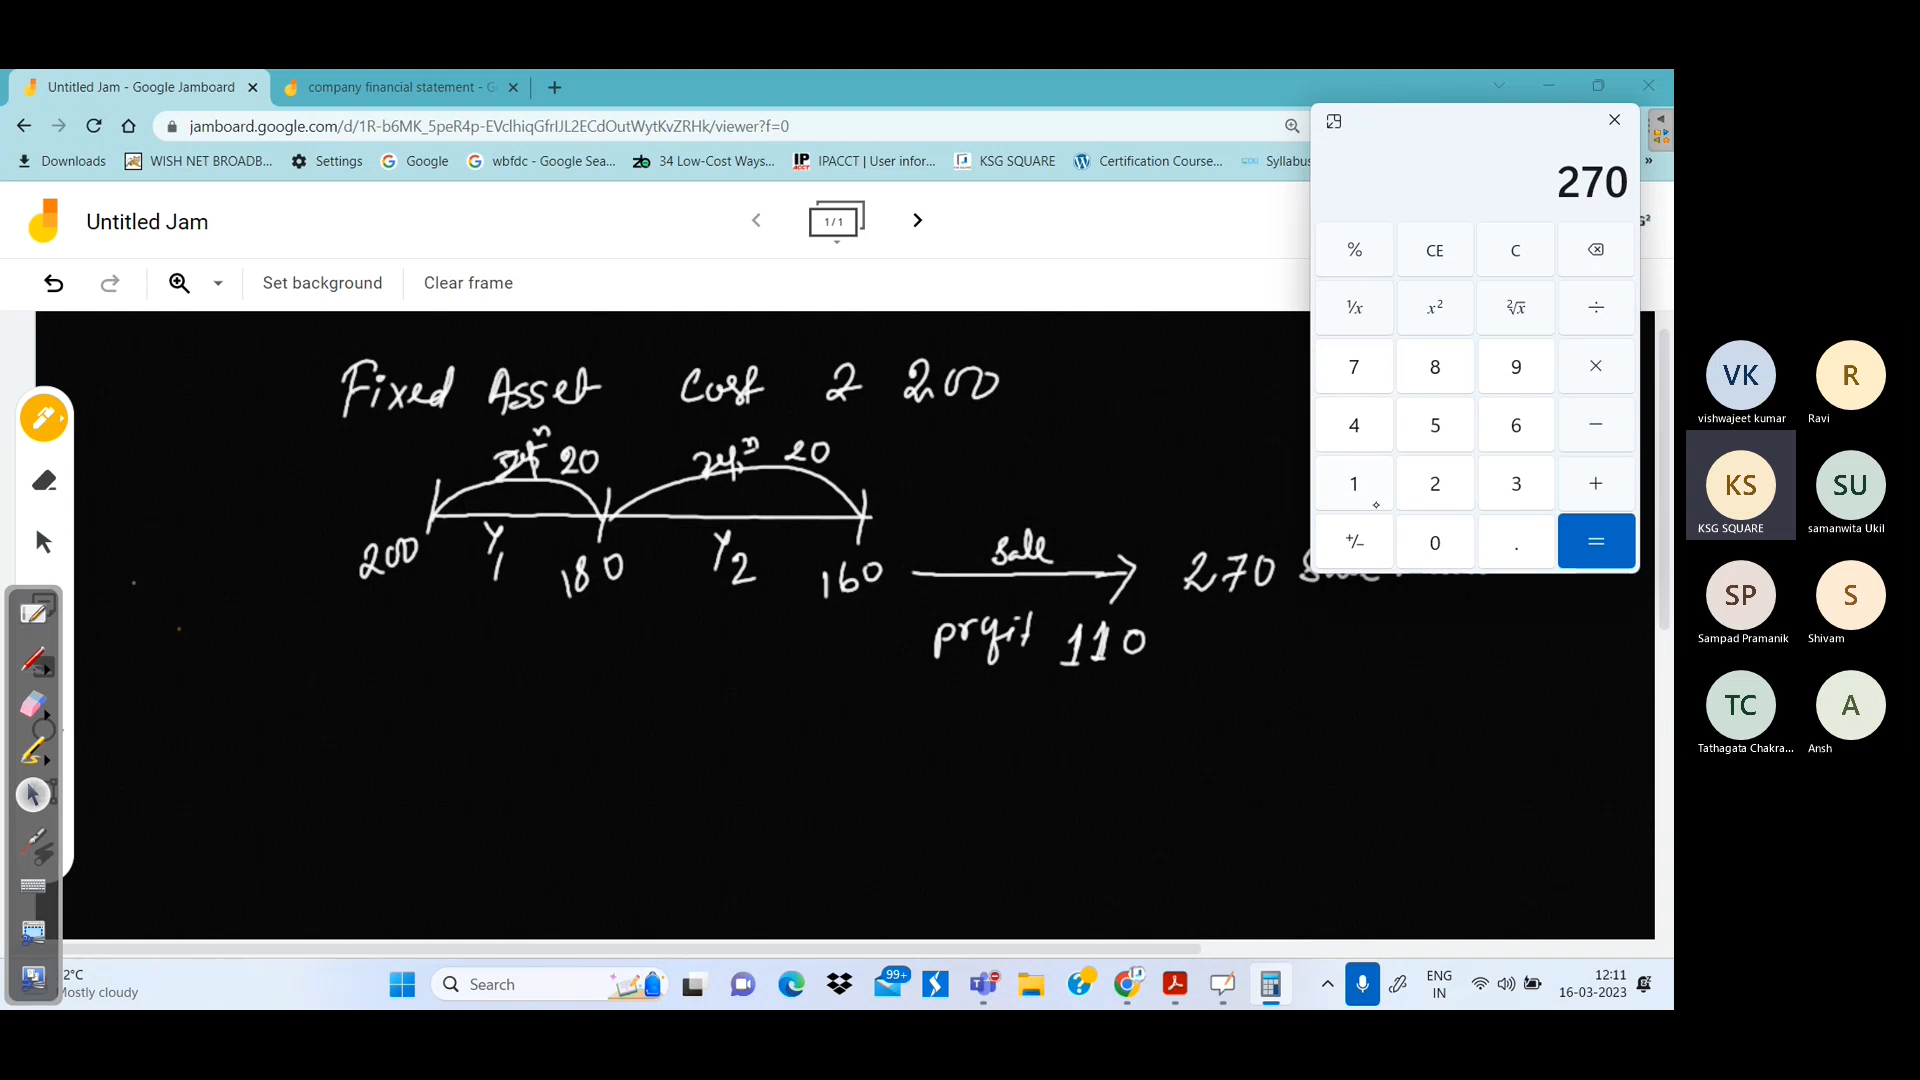 Untitled Jam - Google Jamboard
company financial statement - G
jamboard.google.com/d/1R-b6MK_5peR4p-EVclhiqGfrIJL2ECdOutWytKvZRHk/viewer?f=0
Downloads WISH NET BROADB... Settings Google wbfdc - Google Sea... 34 Low-Cost Ways... IPACCT | User infor... KSG SQUARE Certification Course... Syllabus »
Untitled Jam
1/1
Set background Clear frame
270
% CE C
1/x x² ²√x ÷
7 8 9 ×
4 5 6 −
1 2 3 +
+/− 0 . =
Fixed Asset Cost 2 200
20 20
200 Y1 180 Y2 160 sale 270
profit 110
VK R
vishwajeet kumar Ravi
KS SU
KSG SQUARE samanwita Ukil
SP S
Sampad Pramanik Shivam
TC A
Tathagata Chakra... Ansh
2°C
Mostly cloudy
Search
99+
ENG
IN
12:11
16-03-2023